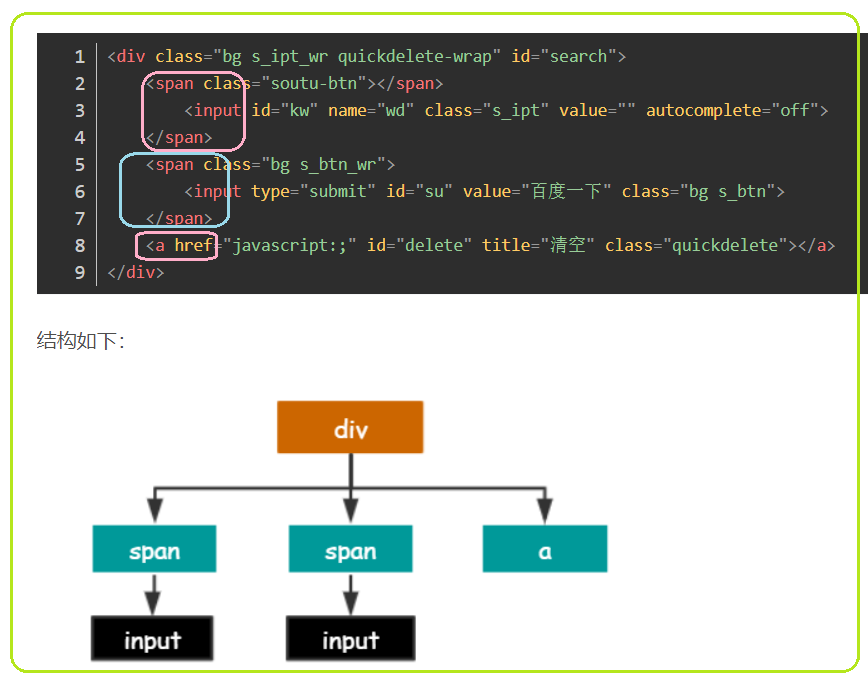 1 <div class="bg s_ipt_wr quickdelete-wrap" id="search">
2 <span class="soutu-btn"></span>
3 <input id="kw" name="wd" class="s_ipt" value="" autocomplete="off">
4 </span>
5 <span class="bg s_btn_wr">
6 <input type="submit" id="su" value="百度一下" class="bg s_btn">
7 </span>
8 <a href="javascript:;" id="delete" title="清空" class="quickdelete"></a>
9 </div>
结构如下:
div
span span a
input input